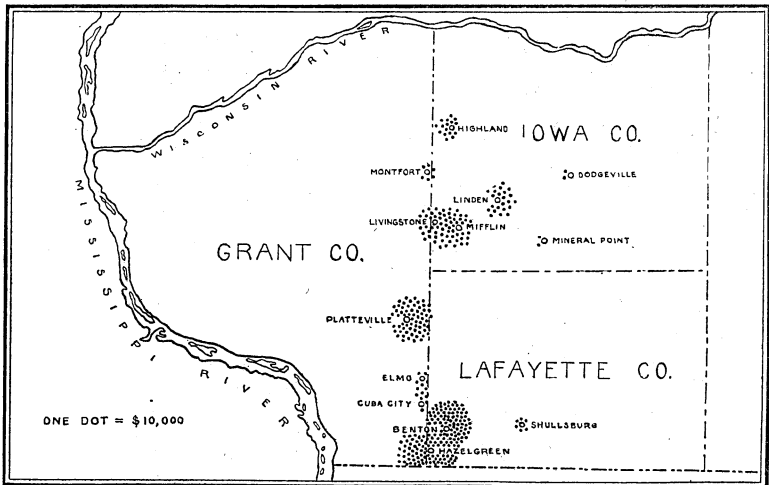 WISCONSIN RIVER
HIGHLAND
IOWA CO.
MONTFORT
DODGEVILLE
LINDEN
LIVINGSTONE
MIFFLIN
MINERAL POINT
GRANT CO.
MISSISSIPPI RIVER
PLATTEVILLE
LAFAYETTE CO.
ELMO
CUBA CITY
ONE DOT = $10,000
BENTON
SHULLSBURG
HAZELGREEN